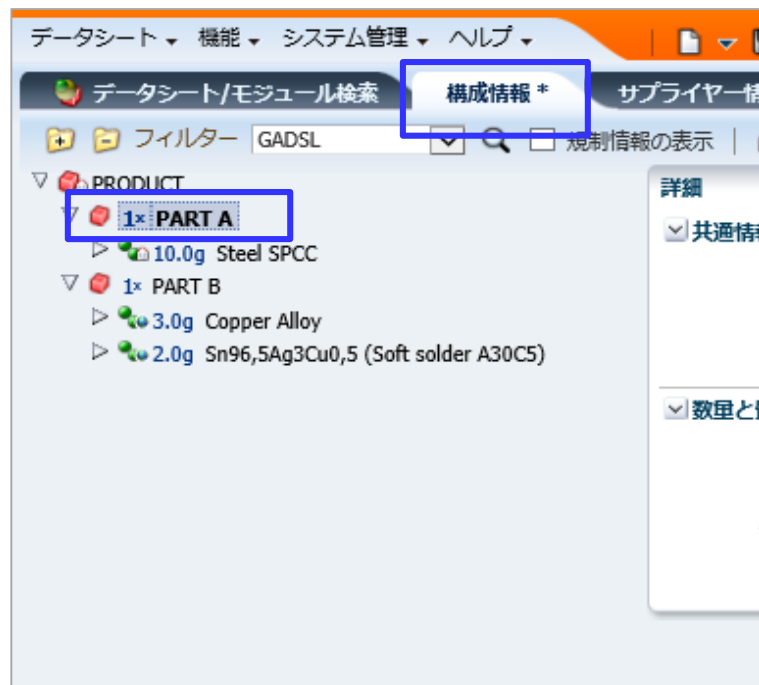 データシート 機能 システム管理 ヘルプ
データシート/モジュール検索 構成情報 * サプライヤー情
フィルター GADSL 規制情報の表示
PRODUCT
1x PART A
10.0g Steel SPCC
1x PART B
3.0g Copper Alloy
2.0g Sn96,5Ag3Cu0,5 (Soft solder A30C5)
詳細
共通情報
数量と